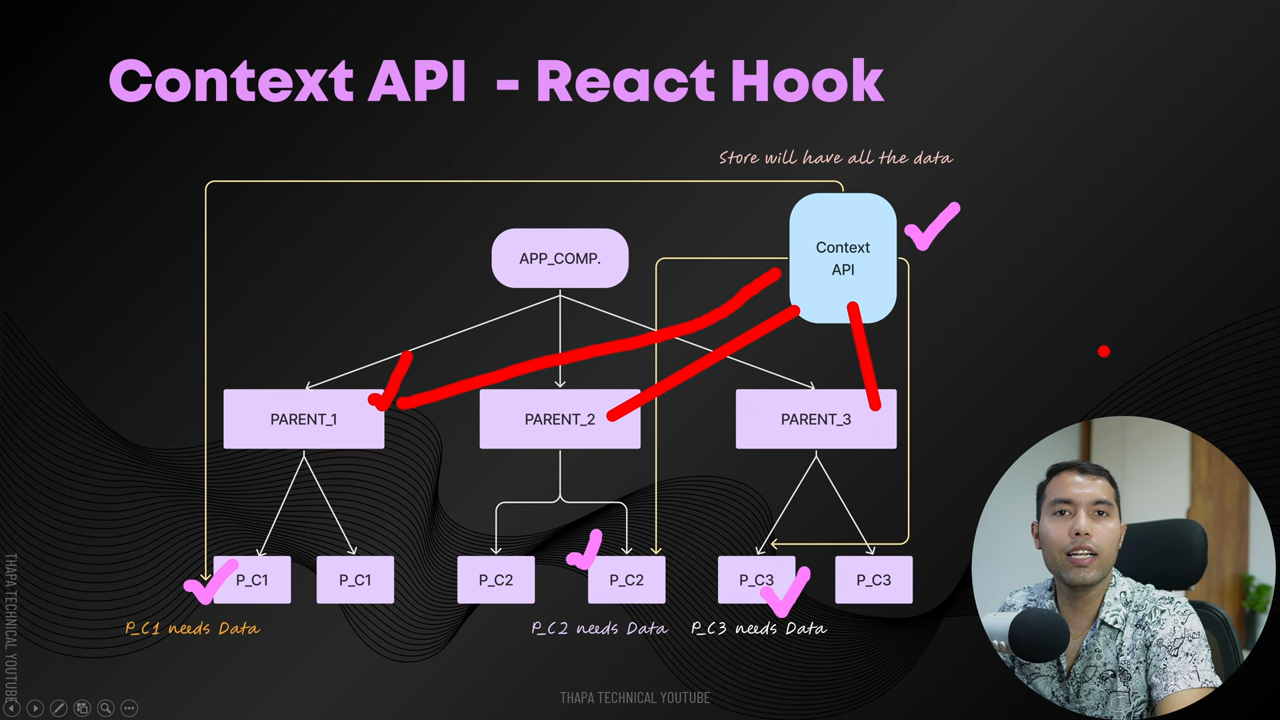 Context API - React Hook
Store will have all the data
Context
API
APP_COMP.
PARENT_1
PARENT_2
PARENT_3
P_C1
P_C1
P_C2
P_C2
P_C3
P_C3
P_C1 needs Data
P_C2 needs Data
P_C3 needs Data
THAPA TECHNICAL YOUTUBE
THAPA TECHNICAL YOUTUBE